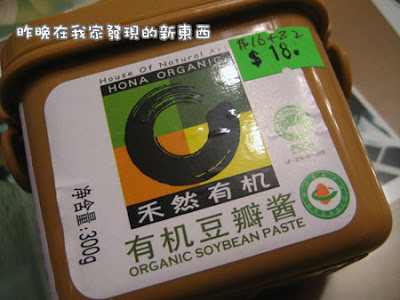 昨晚在我家發現的新東西
$ 18.
House Of Natural Ar
HONA ORGANIC
禾然有机
有机豆瓣酱
ORGANIC SOYBEAN PASTE
净含量:300g